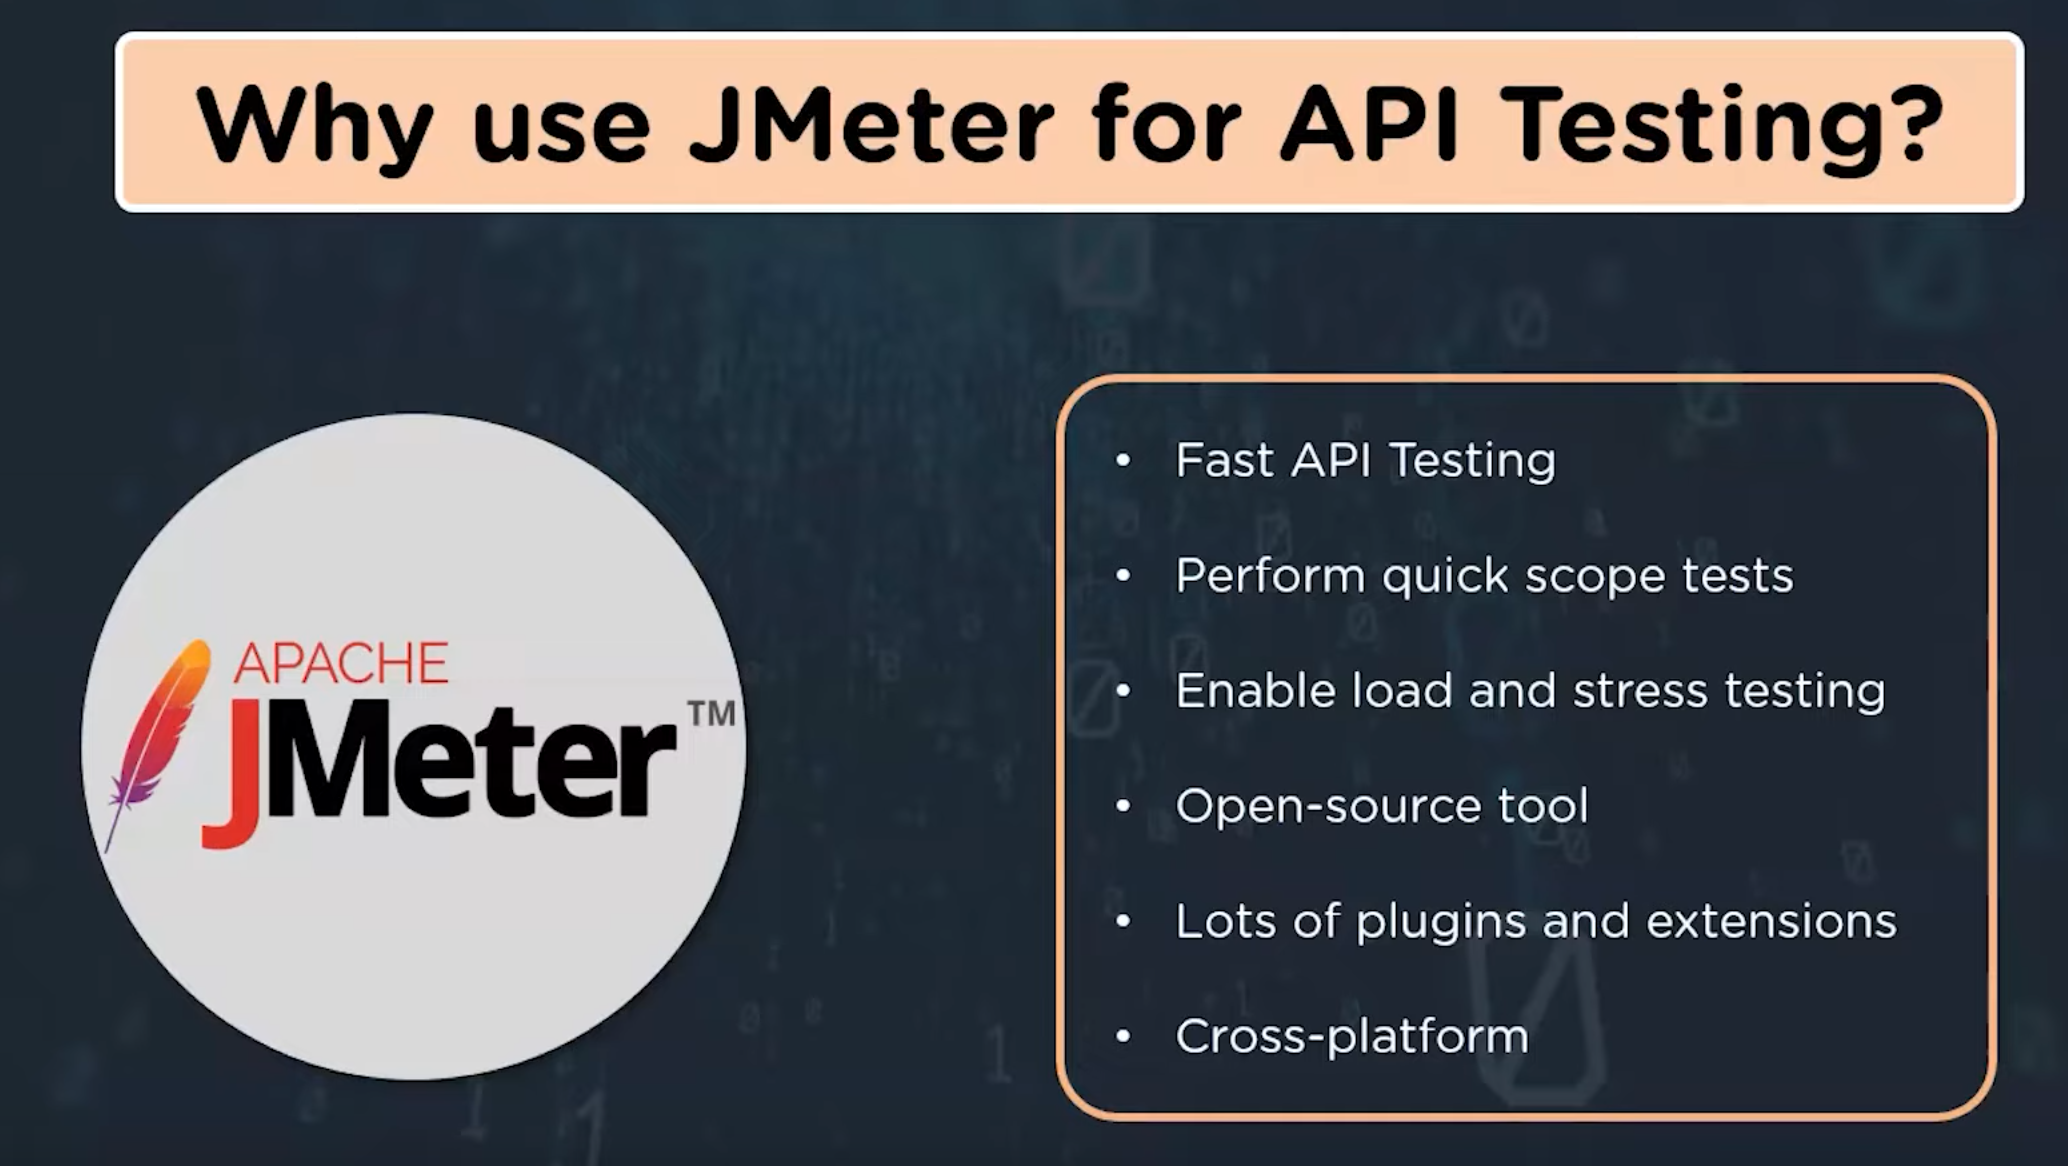 Why use JMeter for API Testing?
APACHE
JMeter™
• Fast API Testing
• Perform quick scope tests
• Enable load and stress testing
• Open-source tool
• Lots of plugins and extensions
• Cross-platform